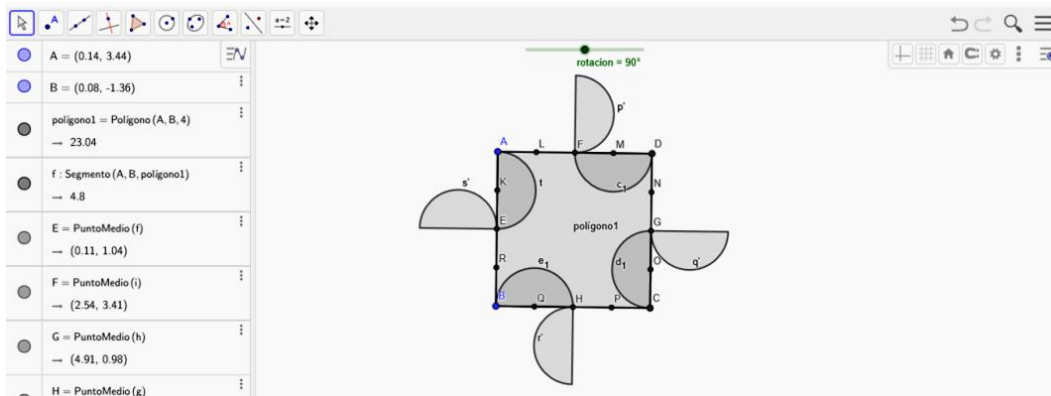 A
a=2
A = (0.14, 3.44)
B = (0.08, -1.36)
polígono1 = Polígono (A, B, 4)
→ 23.04
f : Segmento (A, B, polígono1)
→ 4.8
E = PuntoMedio (f)
→ (0.11, 1.04)
F = PuntoMedio (i)
→ (2.54, 3.41)
G = PuntoMedio (h)
→ (4.91, 0.98)
H = PuntoMedio (g)
rotacion = 90°
p'
A L F M D
s' K t c₁ N
E polígono1 G
R e₁ d₁ O q'
B Q H P C
r'